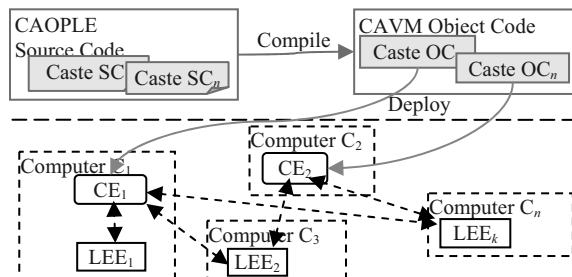 CAOPLE
Source Code
Caste SC
Caste SCn
Compile
CAVM Object Code
Caste OC
Caste OCn
Deploy
Computer C1
CE1
LEE1
Computer C2
CE2
Computer C3
LEE2
Computer Cn
LEEk